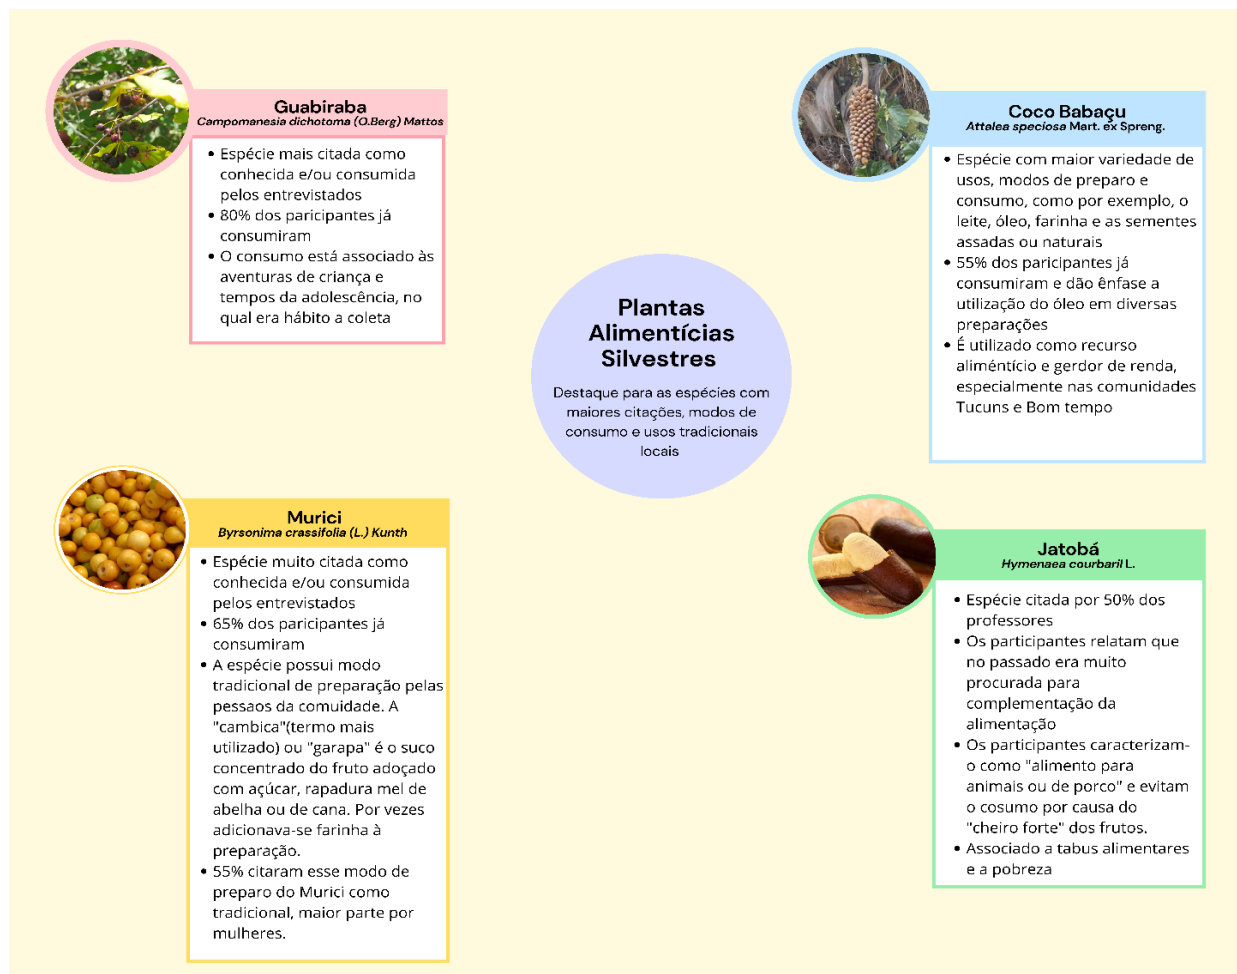 Guabiraba
Campomanesia dichotoma (O.Berg) Mattos
Espécie mais citada como
conhecida e/ou consumida
pelos entrevistados
80% dos paricipantes já
consumiram
O consumo está associado às
aventuras de criança e
tempos da adolescência, no
qual era hábito a coleta
Coco Babaçu
Attalea speciosa Mart. ex Spreng.
Espécie com maior variedade de
usos, modos de preparo e
consumo, como por exemplo, o
leite, óleo, farinha e as sementes
assadas ou naturais
55% dos paricipantes já
consumiram e dão ênfase a
utilização do óleo em diversas
preparações
É utilizado como recurso
aliméntício e gerdor de renda,
especialmente nas comunidades
Tucuns e Bom tempo
Plantas
Alimentícias
Silvestres
Destaque para as espécies com
maiores citações, modos de
consumo e usos tradicionais
locais
Murici
Byrsonima crassifolia (L.) Kunth
Espécie muito citada como
conhecida e/ou consumida
pelos entrevistados
65% dos paricipantes já
consumiram
A espécie possui modo
tradicional de preparação pelas
pessaos da comuidade. A
"cambica"(termo mais
utilizado) ou "garapa" é o suco
concentrado do fruto adoçado
com açúcar, rapadura mel de
abelha ou de cana. Por vezes
adicionava-se farinha à
preparação.
55% citaram esse modo de
preparo do Murici como
tradicional, maior parte por
mulheres.
Jatobá
Hymenaea courbaril L.
Espécie citada por 50% dos
professores
Os participantes relatam que
no passado era muito
procurada para
complementação da
alimentação
Os participantes caracterizam-
o como "alimento para
animais ou de porco" e evitam
o cosumo por causa do
"cheiro forte" dos frutos.
Associado a tabus alimentares
e a pobreza